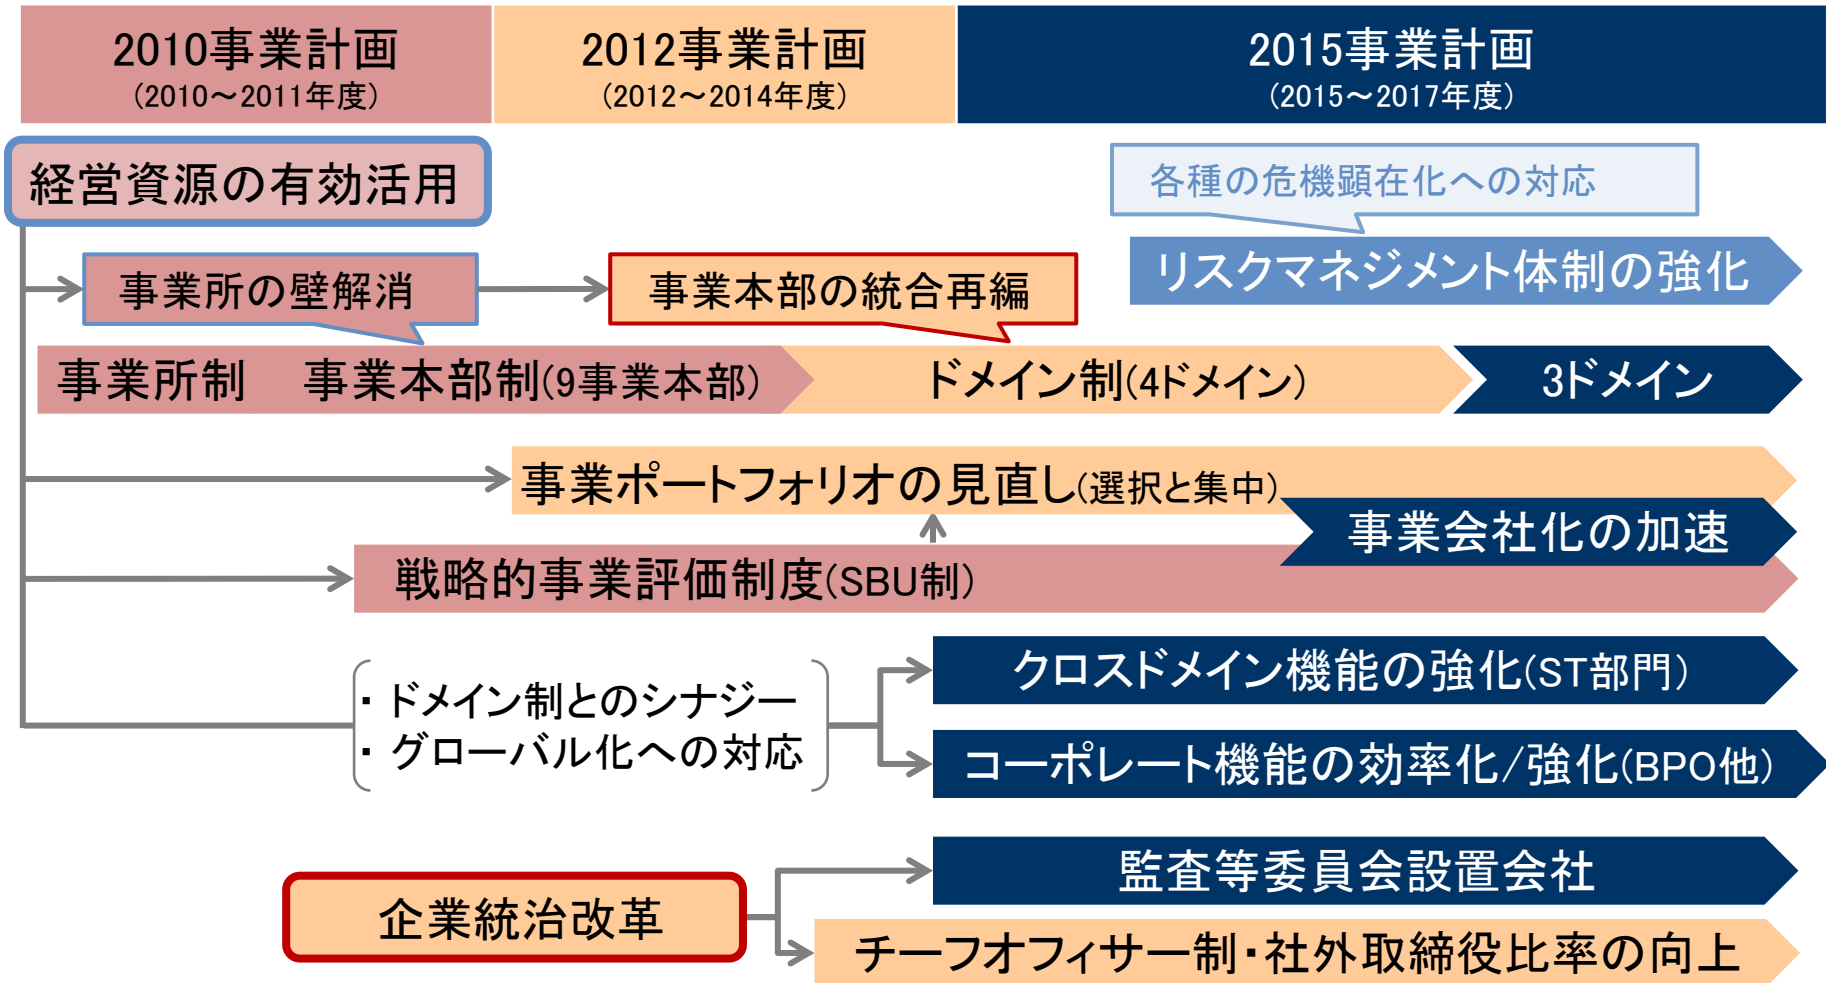 2010事業計画
(2010～2011年度)
2012事業計画
(2012～2014年度)
2015事業計画
(2015～2017年度)
経営資源の有効活用
各種の危機顕在化への対応
リスクマネジメント体制の強化
事業所の壁解消
事業本部の統合再編
事業所制　事業本部制(9事業本部)
ドメイン制(4ドメイン)
3ドメイン
事業ポートフォリオの見直し(選択と集中)
事業会社化の加速
戦略的事業評価制度(SBU制)
・ドメイン制とのシナジー
・グローバル化への対応
クロスドメイン機能の強化(ST部門)
コーポレート機能の効率化/強化(BPO他)
企業統治改革
監査等委員会設置会社
チーフオフィサー制・社外取締役比率の向上